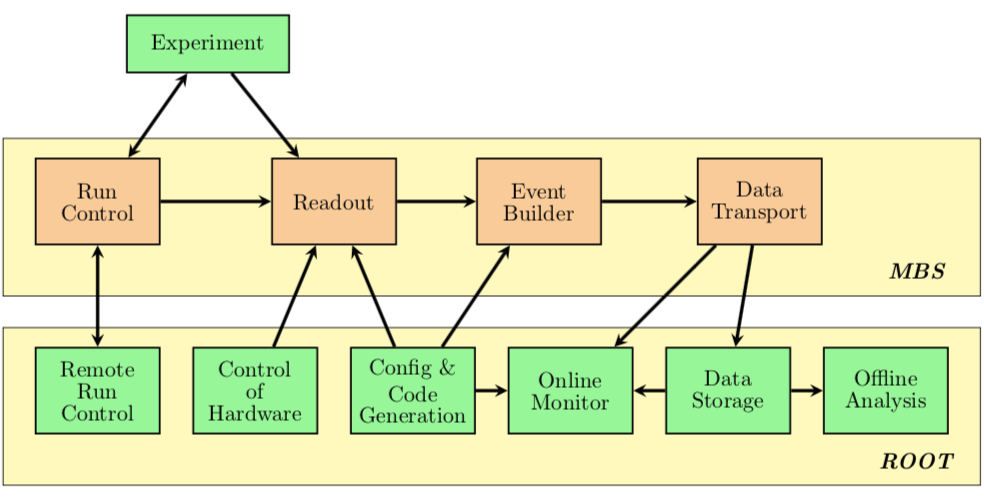 Experiment
Run
Control
Readout
Event
Builder
Data
Transport
MBS
Remote
Run
Control
Control
of
Hardware
Config &
Code
Generation
Online
Monitor
Data
Storage
Offline
Analysis
ROOT